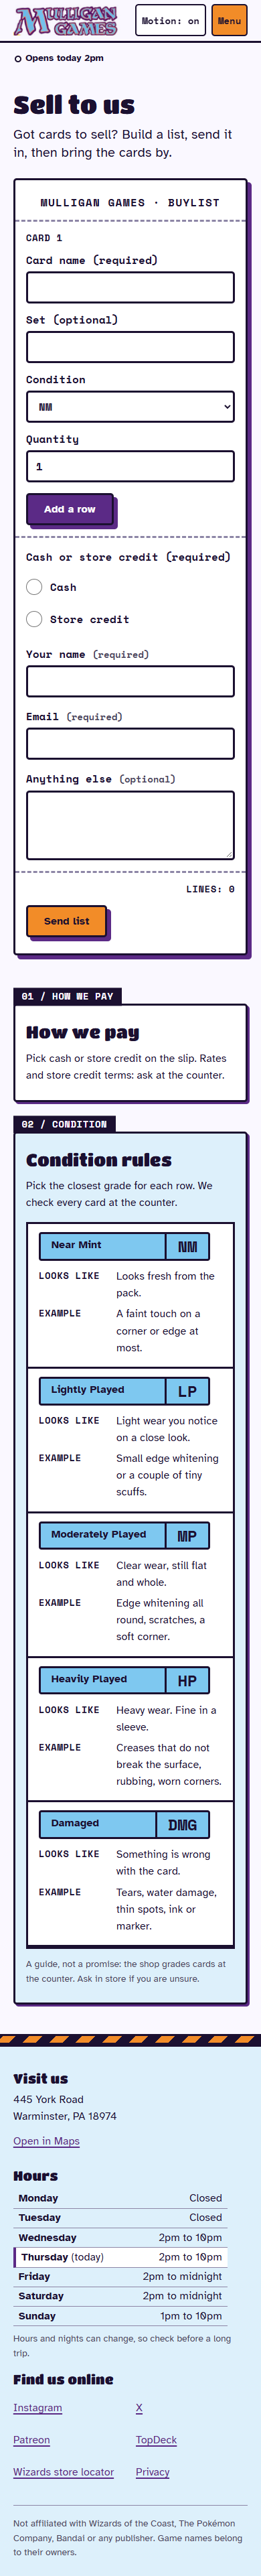 MULLIGAN
GAMES
Motion: on
Menu
Opens today 2pm
Sell to us
Got cards to sell? Build a list, send it
in, then bring the cards by.
MULLIGAN GAMES · BUYLIST
CARD 1
Card name (required)
Set (optional)
Condition
NM
Quantity
1
Add a row
Cash or store credit (required)
Cash
Store credit
Your name (required)
Email (required)
Anything else (optional)
LINES: 0
Send list
01 / HOW WE PAY
How we pay
Pick cash or store credit on the slip. Rates
and store credit terms: ask at the counter.
02 / CONDITION
Condition rules
Pick the closest grade for each row. We
check every card at the counter.
Near Mint NM
LOOKS LIKE Looks fresh from the
pack.
EXAMPLE A faint touch on a
corner or edge at
most.
Lightly Played LP
LOOKS LIKE Light wear you notice
on a close look.
EXAMPLE Small edge whitening
or a couple of tiny
scuffs.
Moderately Played MP
LOOKS LIKE Clear wear, still flat
and whole.
EXAMPLE Edge whitening all
round, scratches, a
soft corner.
Heavily Played HP
LOOKS LIKE Heavy wear. Fine in a
sleeve.
EXAMPLE Creases that do not
break the surface,
rubbing, worn corners.
Damaged DMG
LOOKS LIKE Something is wrong
with the card.
EXAMPLE Tears, water damage,
thin spots, ink or
marker.
A guide, not a promise: the shop grades cards at
the counter. Ask in store if you are unsure.
Visit us
445 York Road
Warminster, PA 18974
Open in Maps
Hours
Monday Closed
Tuesday Closed
Wednesday 2pm to 10pm
Thursday (today) 2pm to 10pm
Friday 2pm to midnight
Saturday 2pm to midnight
Sunday 1pm to 10pm
Hours and nights can change, so check before a long
trip.
Find us online
Instagram X
Patreon TopDeck
Wizards store locator Privacy
Not affiliated with Wizards of the Coast, The Pokémon
Company, Bandai or any publisher. Game names belong
to their owners.